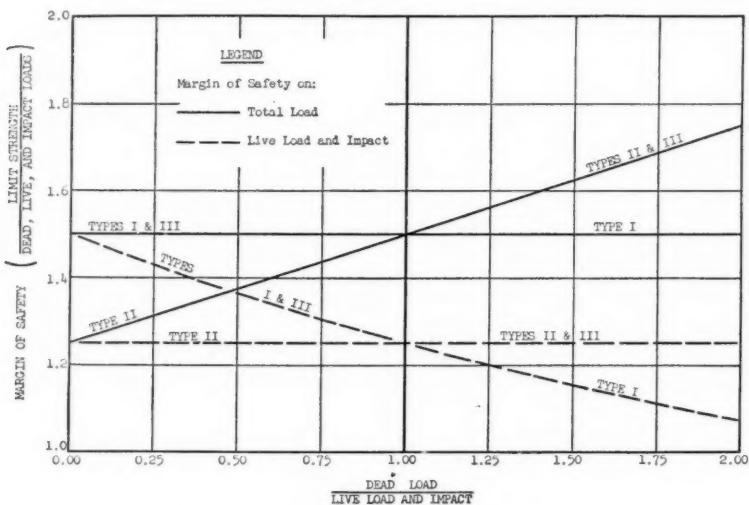 2.0
1.8
1.6
1.4
1.2
1.0
MARGIN OF SAFETY ( LIMIT STRENGTH
DEAD, LIVE, AND IMPACT LOADS )
LEGEND
Margin of Safety on:
Total Load
Live Load and Impact
TYPES II & III
TYPES I & III
TYPE I
TYPES
I & III
TYPE II
TYPE II
TYPES II & III
TYPE I
0.00 0.25 0.50 0.75 1.00 1.25 1.50 1.75 2.00
DEAD LOAD
LIVE LOAD AND IMPACT